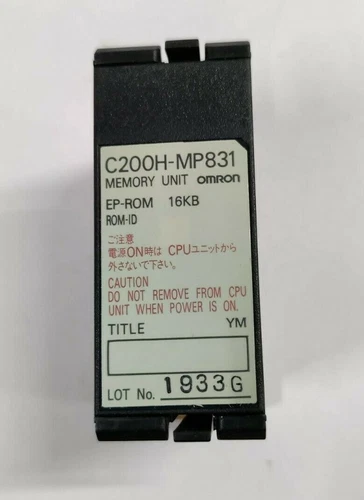 C200H-MP831
MEMORY UNIT omron
EP-ROM 16KB
ROM-ID
ご注意
電源ON時は CPUユニットから
外さないで下さい。
CAUTION
DO NOT REMOVE FROM CPU
UNIT WHEN POWER IS ON.
TITLE YM
LOT No. 1933G